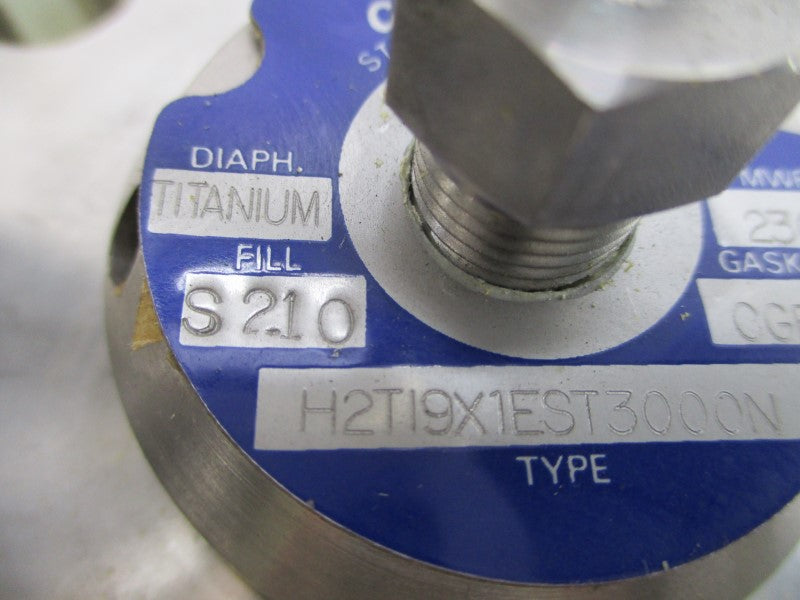 DIAPH.
TITANIUM
FILL
S210
H2TI9X1EST3000N
TYPE